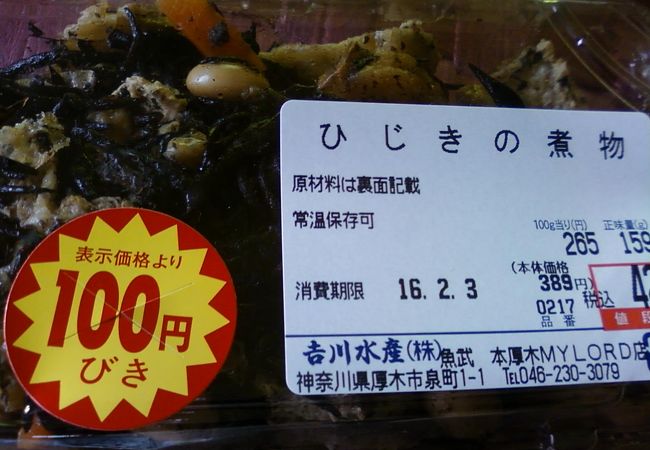 ひじきの煮物
原材料は裏面記載
常温保存可
100g当り(円) 正味量(g)
265 159
消費期限 16.2.3
(本体価格
389円)
税込 42
0217
品番
値段
吉川水産(株)魚武 本厚木MYLORD店
神奈川県厚木市泉町1-1 TEL046-230-3079
表示価格より
100円
びき